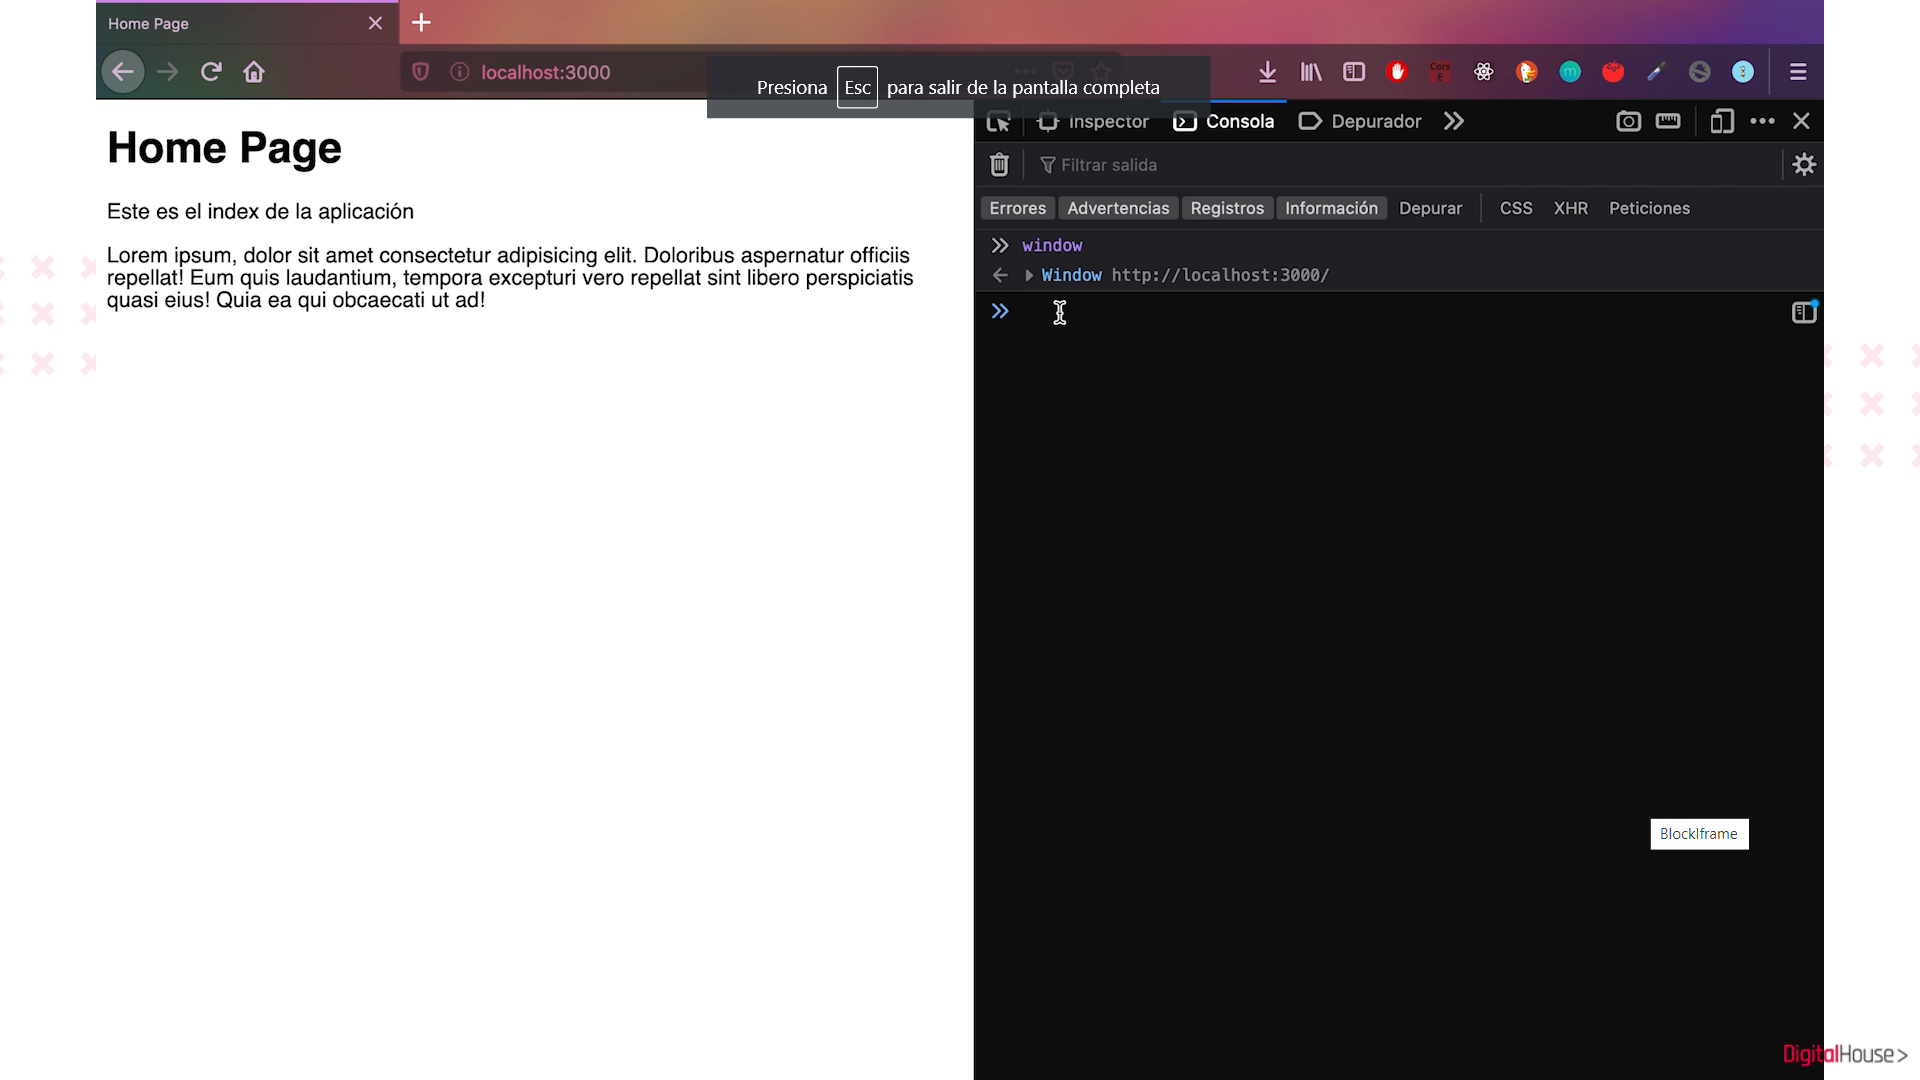 Home Page
localhost:3000
Cors
E
Presiona Esc para salir de la pantalla completa
Inspector Consola Depurador
Filtrar salida
Errores Advertencias Registros Información Depurar CSS XHR Peticiones
window
Window http://localhost:3000/
Home Page
Este es el index de la aplicación
Lorem ipsum, dolor sit amet consectetur adipisicing elit. Doloribus aspernatur officiis
repellat! Eum quis laudantium, tempora excepturi vero repellat sint libero perspiciatis
quasi eius! Quia ea qui obcaecati ut ad!
BlockIframe
DigitalHouse>